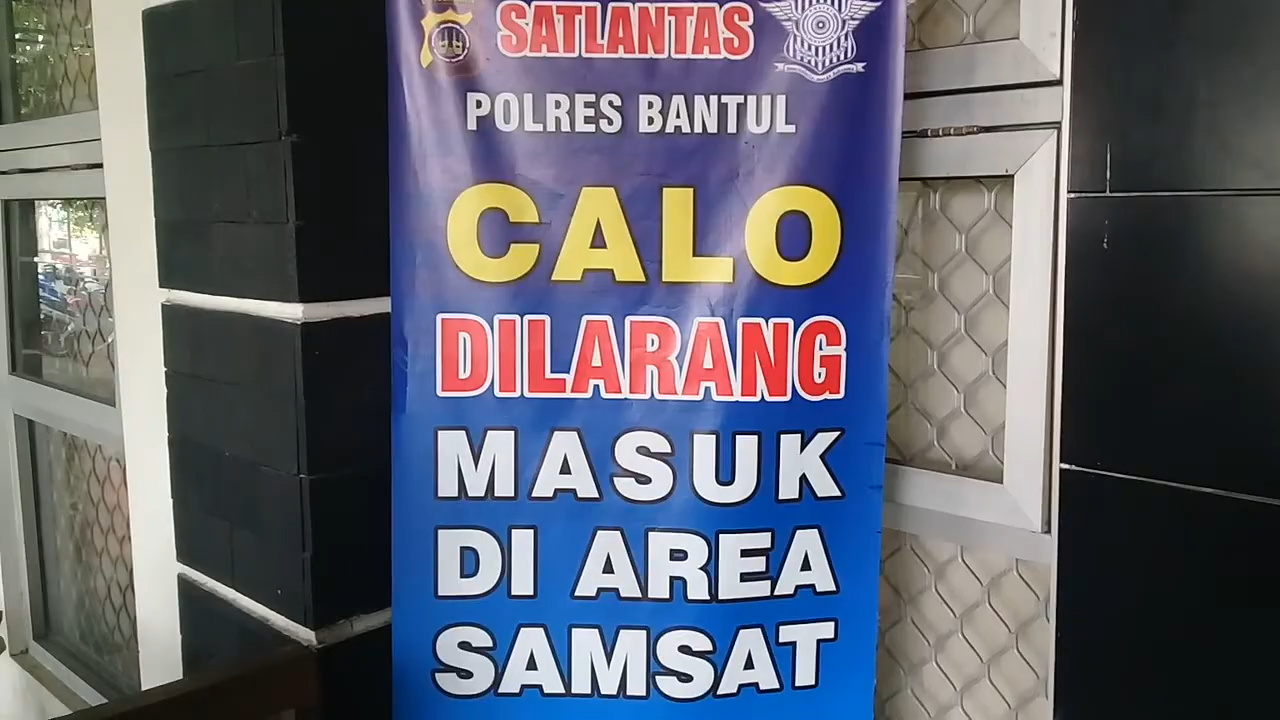 SATLANTAS
POLRES BANTUL
CALO
DILARANG
MASUK
DI AREA
SAMSAT